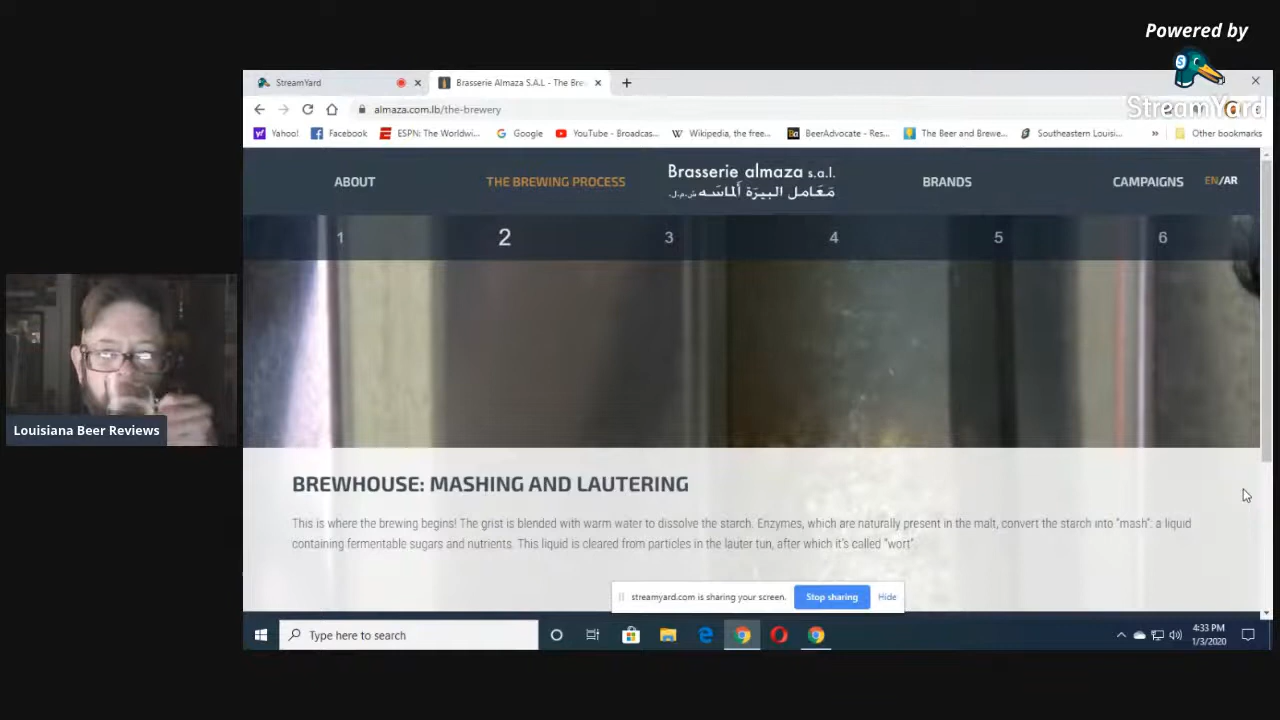 Powered by
StreamYard
StreamYard
Brasserie Almaza S.A.L - The Bre
almaza.com.lb/the-brewery
Yahoo!
Facebook
ESPN: The Worldwi...
Google
YouTube - Broadcas...
Wikipedia, the free...
BeerAdvocate - Res...
The Beer and Brewe...
Southeastern Louisi...
»
Other bookmarks
ABOUT
THE BREWING PROCESS
Brasserie almaza s.a.l.
مَعَامل البيرَة ألماسَه ش.م.ل.
BRANDS
CAMPAIGNS
EN/AR
1
2
3
4
5
6
Louisiana Beer Reviews
BREWHOUSE: MASHING AND LAUTERING
This is where the brewing begins! The grist is blended with warm water to dissolve the starch. Enzymes, which are naturally present in the malt, convert the starch into "mash": a liquid
containing fermentable sugars and nutrients. This liquid is cleared from particles in the lauter tun, after which it's called "wort".
streamyard.com is sharing your screen.
Stop sharing
Hide
Type here to search
4:33 PM
1/3/2020